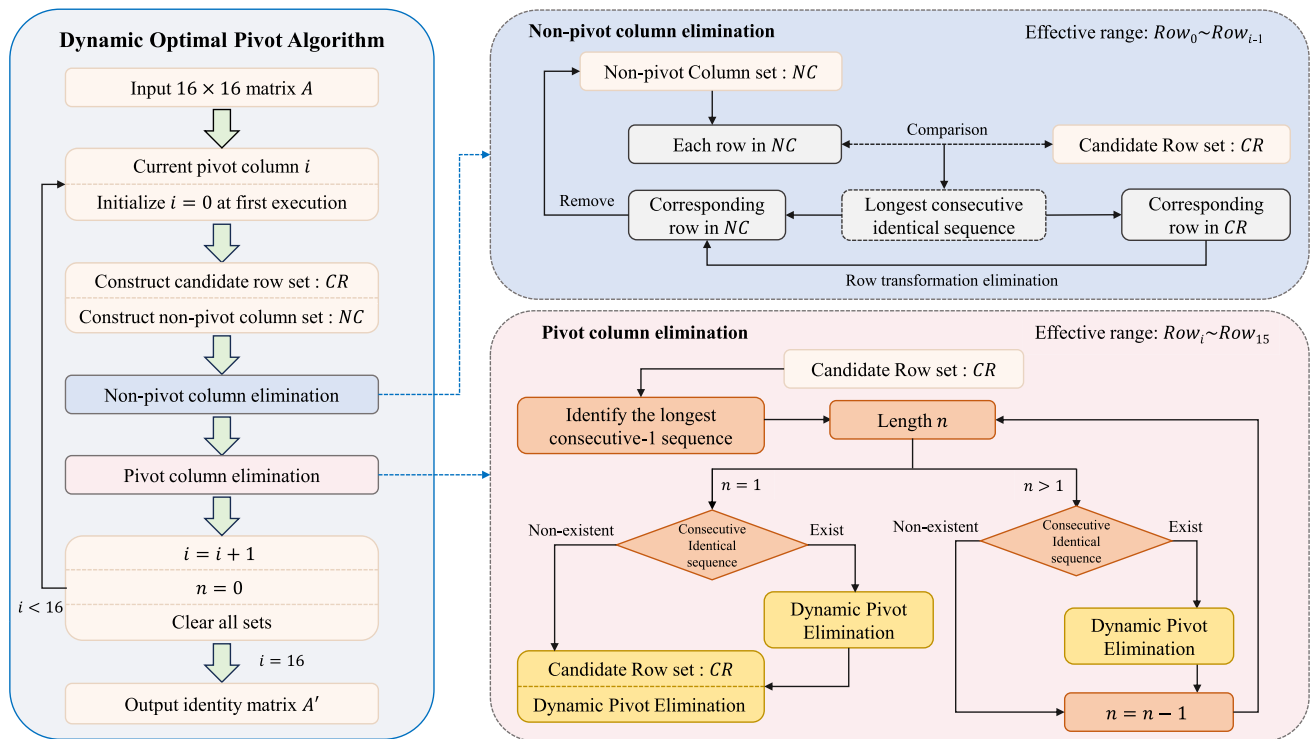 Dynamic Optimal Pivot Algorithm
Input 16 × 16 matrix A
Current pivot column i
Initialize i = 0 at first execution
Construct candidate row set : CR
Construct non-pivot column set : NC
Non-pivot column elimination
Pivot column elimination
i = i + 1
n = 0
Clear all sets
i < 16
i = 16
Output identity matrix A′
Non-pivot column elimination
Effective range: Row₀~Rowᵢ₋₁
Non-pivot Column set : NC
Each row in NC
Comparison
Candidate Row set : CR
Remove
Corresponding
row in NC
Longest consecutive
identical sequence
Corresponding
row in CR
Row transformation elimination
Pivot column elimination
Effective range: Rowᵢ~Row₁₅
Candidate Row set : CR
Identify the longest
consecutive-1 sequence
Length n
n = 1
n > 1
Non-existent
Consecutive
Identical
sequence
Exist
Non-existent
Consecutive
Identical
sequence
Exist
Dynamic Pivot
Elimination
Dynamic Pivot
Elimination
Candidate Row set : CR
Dynamic Pivot Elimination
n = n − 1